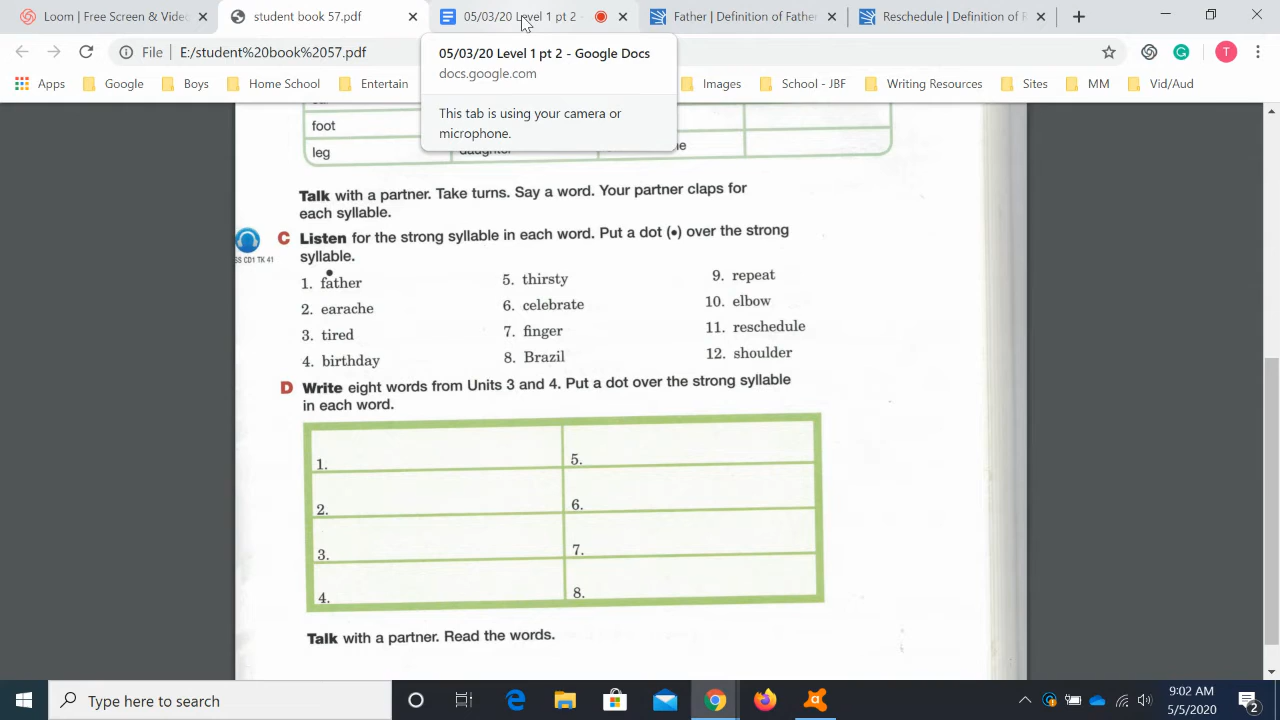 Loom | Free Screen & Video
student book 57.pdf
05/03/20 Level 1 pt 2 -
Father | Definition of Father
Reschedule | Definition of R
File
E:/student%20book%2057.pdf
T
Apps
Google
Boys
Home School
Entertain
Images
School - JBF
Writing Resources
Sites
MM
Vid/Aud
05/03/20 Level 1 pt 2 - Google Docs
docs.google.com
This tab is using your camera or
microphone.
foot
leg
daughter
Talk with a partner. Take turns. Say a word. Your partner claps for
each syllable.
SS CD1 TK 41
C Listen for the strong syllable in each word. Put a dot (•) over the strong
syllable.
1. father
2. earache
3. tired
4. birthday
5. thirsty
6. celebrate
7. finger
8. Brazil
9. repeat
10. elbow
11. reschedule
12. shoulder
D Write eight words from Units 3 and 4. Put a dot over the strong syllable
in each word.
1.
2.
3.
4.
5.
6.
7.
8.
Talk with a partner. Read the words.
Type here to search
9:02 AM
5/5/2020
2